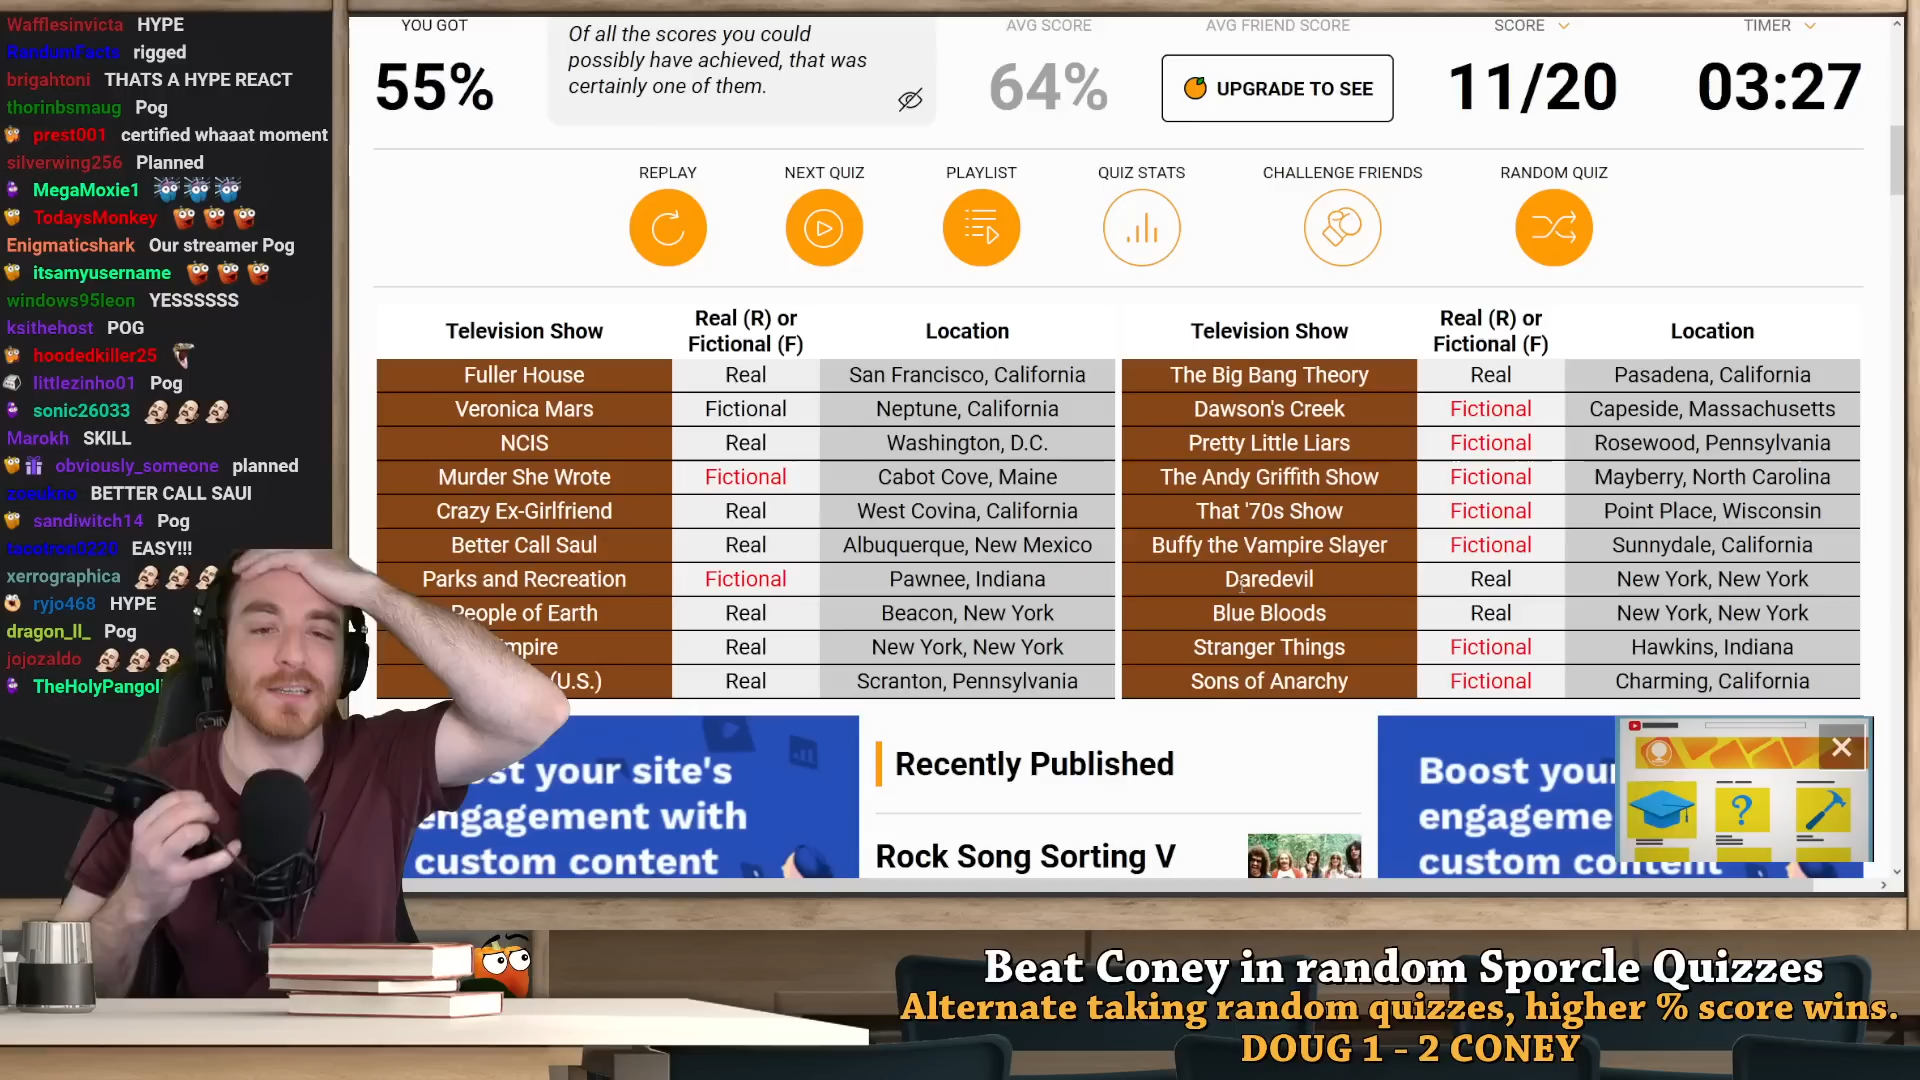 Wafflesinvicta HYPE
RandumFacts rigged
brigahtoni THATS A HYPE REACT
thorinbsmaug Pog
prest001 certified whaaat moment
silverwing256 Planned
MegaMoxie1
TodaysMonkey
Enigmaticshark Our streamer Pog
itsamyusername
windows95leon YESSSSSS
ksithehost POG
hoodedkiller25
littlezinho01 Pog
sonic26033
Marokh SKILL
obviously_someone planned
zoeukno BETTER CALL SAUI
sandiwitch14 Pog
tacotron0220 EASY!!!
xerrographica
ryjo468 HYPE
dragon_ll_ Pog
jojozaldo
TheHolyPangoli
YOU GOT
55%
Of all the scores you could
possibly have achieved, that was
certainly one of them.
AVG SCORE
64%
AVG FRIEND SCORE
UPGRADE TO SEE
SCORE
11/20
TIMER
03:27
REPLAY NEXT QUIZ PLAYLIST QUIZ STATS CHALLENGE FRIENDS RANDOM QUIZ
Television Show Real (R) or Fictional (F) Location Television Show Real (R) or Fictional (F) Location
Fuller House Real San Francisco, California The Big Bang Theory Real Pasadena, California
Veronica Mars Fictional Neptune, California Dawson's Creek Fictional Capeside, Massachusetts
NCIS Real Washington, D.C. Pretty Little Liars Fictional Rosewood, Pennsylvania
Murder She Wrote Fictional Cabot Cove, Maine The Andy Griffith Show Fictional Mayberry, North Carolina
Crazy Ex-Girlfriend Real West Covina, California That '70s Show Fictional Point Place, Wisconsin
Better Call Saul Real Albuquerque, New Mexico Buffy the Vampire Slayer Fictional Sunnydale, California
Parks and Recreation Fictional Pawnee, Indiana Daredevil Real New York, New York
People of Earth Real Beacon, New York Blue Bloods Real New York, New York
mpire Real New York, New York Stranger Things Fictional Hawkins, Indiana
(U.S.) Real Scranton, Pennsylvania Sons of Anarchy Fictional Charming, California
st your site's
engagement with
custom content
Recently Published
Rock Song Sorting V
Boost your
engageme
custom content
Beat Coney in random Sporcle Quizzes
Alternate taking random quizzes, higher % score wins.
DOUG 1 - 2 CONEY